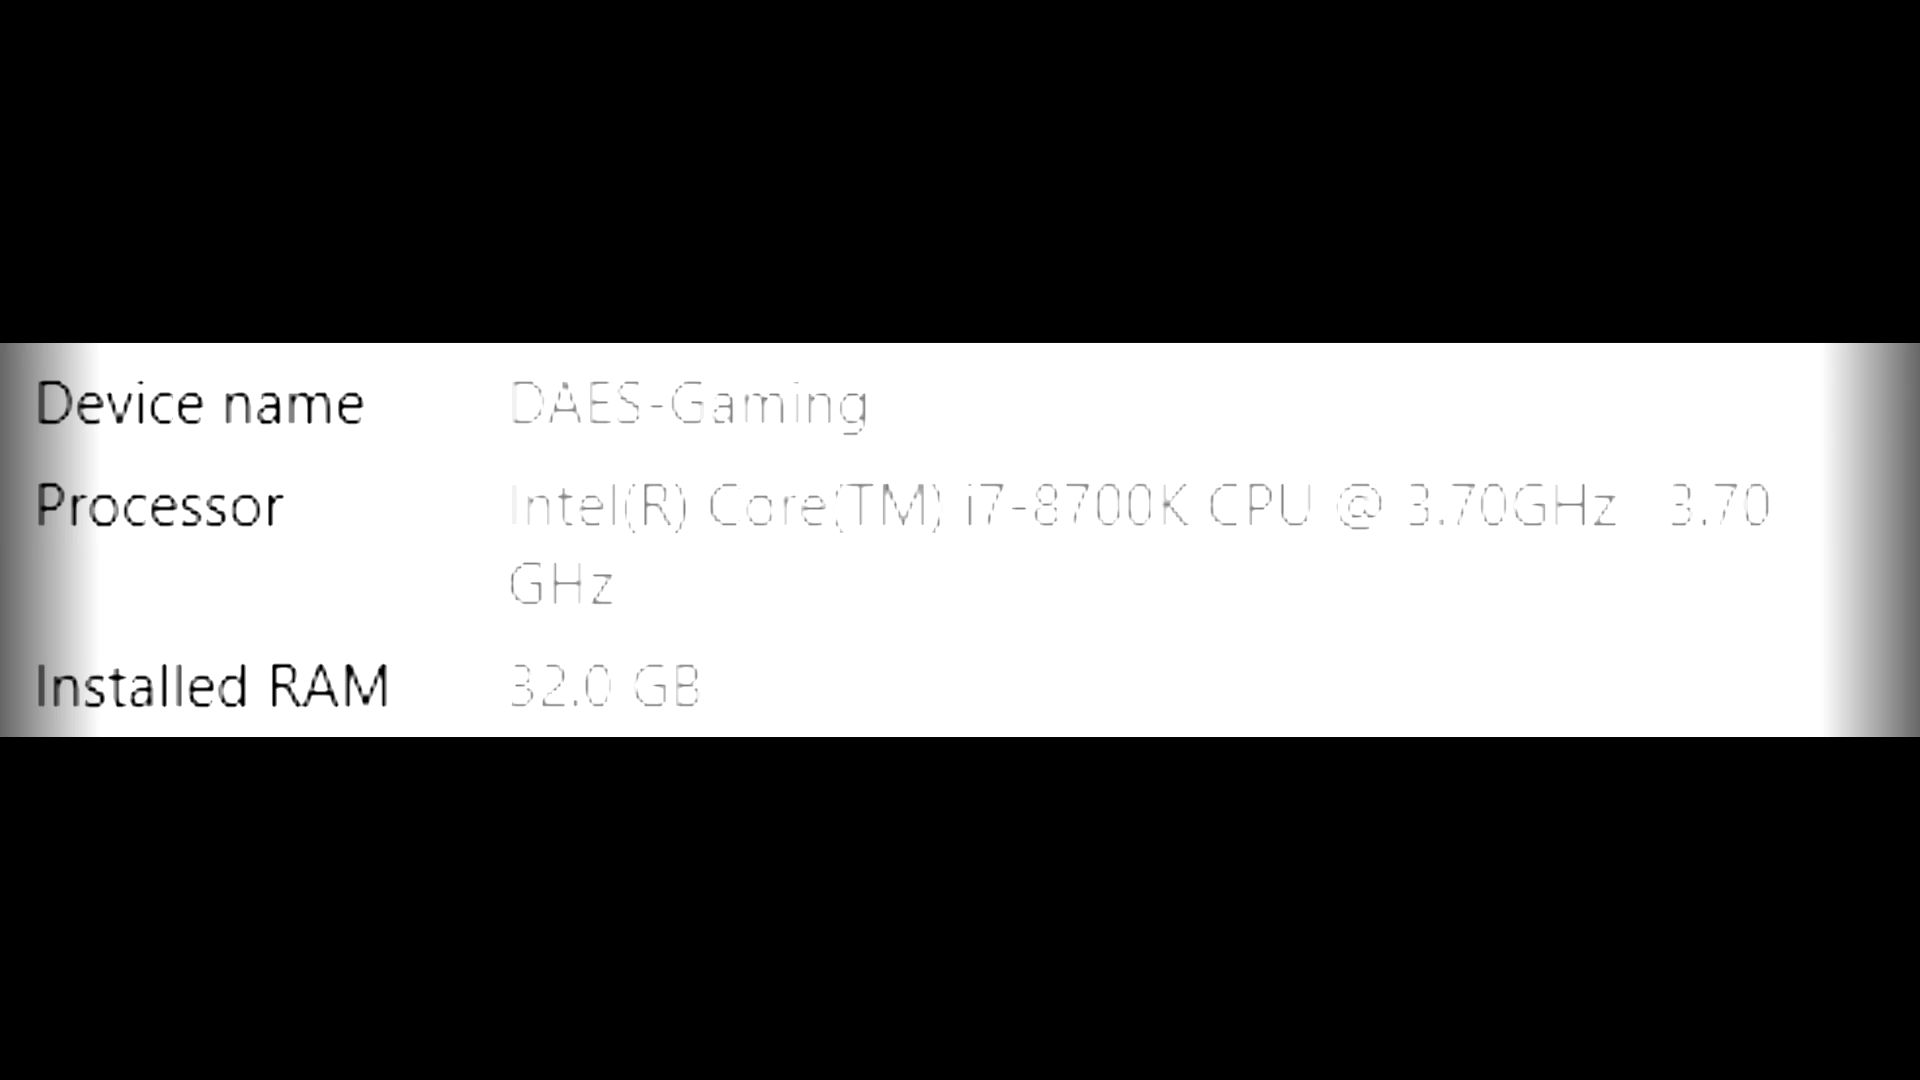 Device name DAES-Gaming
Processor Intel(R) Core(TM) i7-8700K CPU @ 3.70GHz 3.70
GHz
Installed RAM 32.0 GB